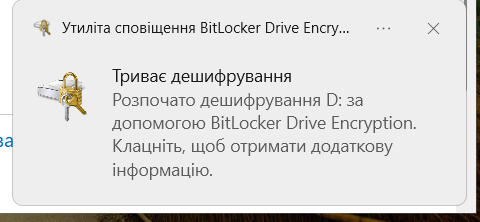 Утиліта сповіщення BitLocker Drive Encry...
Триває дешифрування
Розпочато дешифрування D: за
допомогою BitLocker Drive Encryption.
Клацніть, щоб отримати додаткову
інформацію.
за